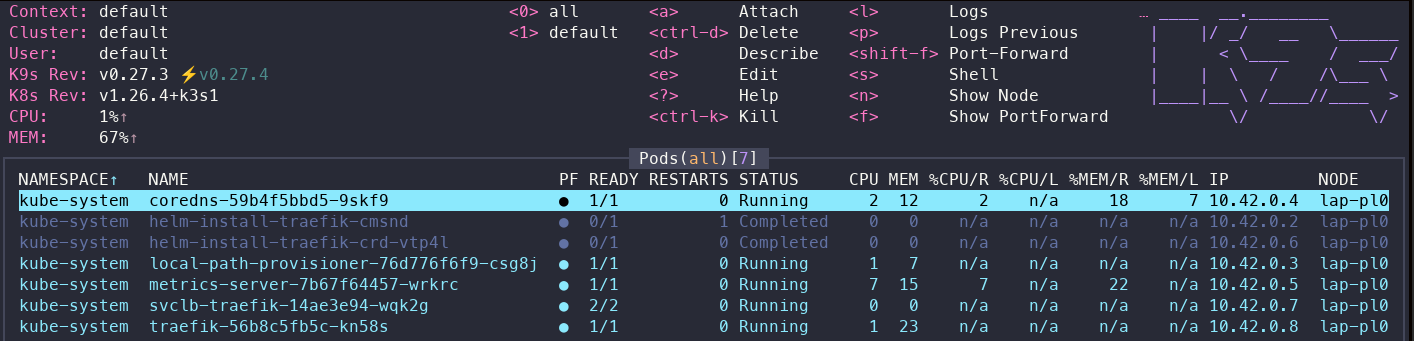 Context: default <0> all <a> Attach <l> Logs
Cluster: default <1> default <ctrl-d> Delete <p> Logs Previous
User: default <d> Describe <shift-f> Port-Forward
K9s Rev: v0.27.3 ⚡v0.27.4 <e> Edit <s> Shell
K8s Rev: v1.26.4+k3s1 <?> Help <n> Show Node
CPU: 1%↑ <ctrl-k> Kill <f> Show PortForward
MEM: 67%↑
Pods(all)[7]
NAMESPACE↑ NAME PF READY RESTARTS STATUS CPU MEM %CPU/R %CPU/L %MEM/R %MEM/L IP NODE
kube-system coredns-59b4f5bbd5-9skf9 ● 1/1 0 Running 2 12 2 n/a 18 7 10.42.0.4 lap-pl0
kube-system helm-install-traefik-cmsnd ● 0/1 1 Completed 0 0 n/a n/a n/a n/a 10.42.0.2 lap-pl0
kube-system helm-install-traefik-crd-vtp4l ● 0/1 0 Completed 0 0 n/a n/a n/a n/a 10.42.0.6 lap-pl0
kube-system local-path-provisioner-76d776f6f9-csg8j ● 1/1 0 Running 1 7 n/a n/a n/a n/a 10.42.0.3 lap-pl0
kube-system metrics-server-7b67f64457-wrkrc ● 1/1 0 Running 7 15 7 n/a 22 n/a 10.42.0.5 lap-pl0
kube-system svclb-traefik-14ae3e94-wqk2g ● 2/2 0 Running 0 0 n/a n/a n/a n/a 10.42.0.7 lap-pl0
kube-system traefik-56b8c5fb5c-kn58s ● 1/1 0 Running 1 23 n/a n/a n/a n/a 10.42.0.8 lap-pl0